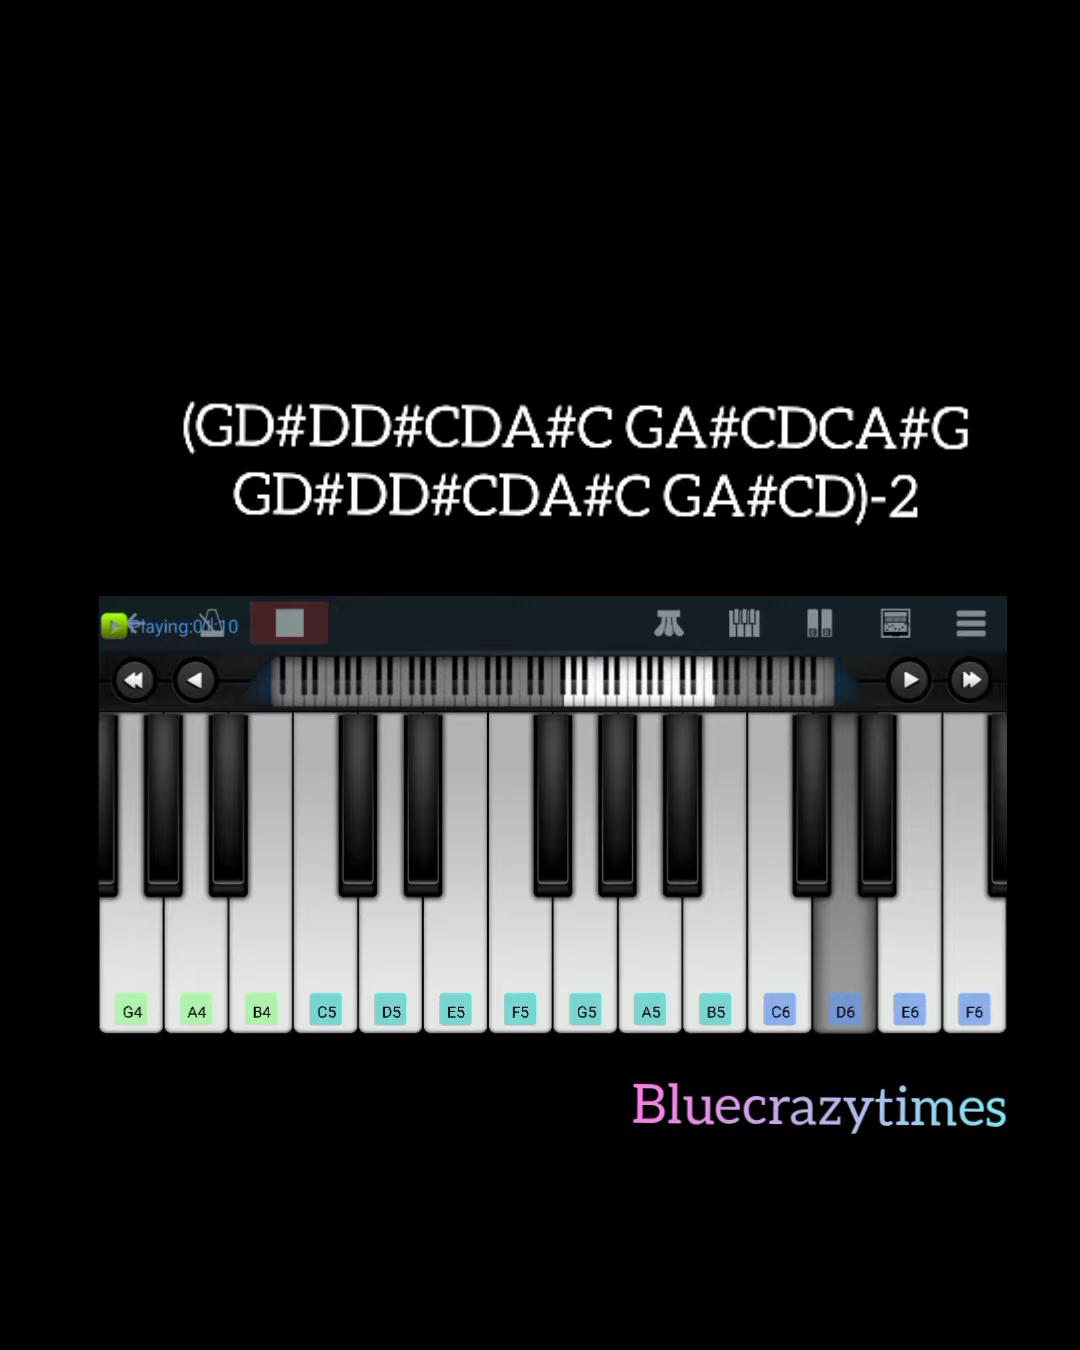 (GD#DD#CDA#C GA#CDCA#G
GD#DD#CDA#C GA#CD)-2
G4 A4 B4 C5 D5 E5 F5 G5 A5 B5 C6 D6 E6 F6
Bluecrazytimes